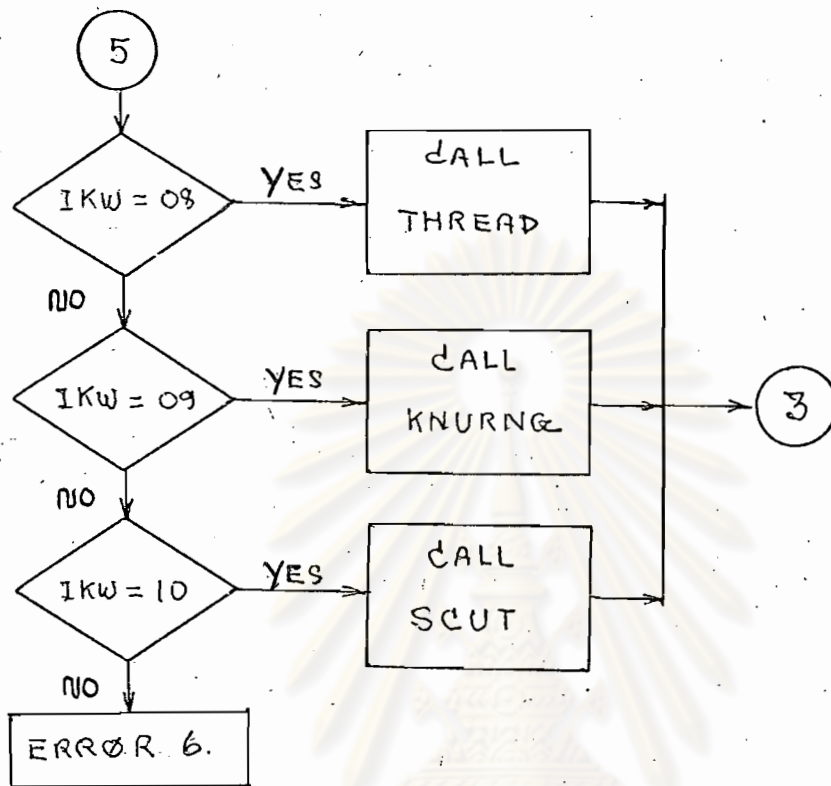 5
IKW = 08
YES
CALL
THREAD
NO
IKW = 09
YES
CALL
KNURNG
3
NO
IKW = 10
YES
CALL
SCUT
NO
ERRØR 6.